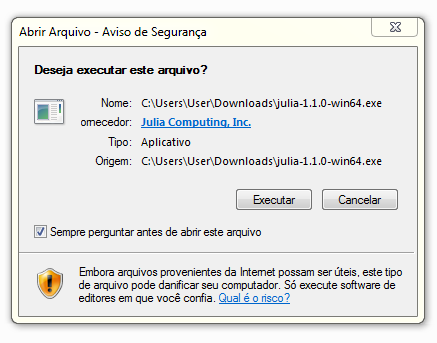 Abrir Arquivo - Aviso de Segurança
Deseja executar este arquivo?
Nome: C:\Users\User\Downloads\julia-1.1.0-win64.exe
ornecedor: Julia Computing, Inc.
Tipo: Aplicativo
Origem: C:\Users\User\Downloads\julia-1.1.0-win64.exe
Executar Cancelar
Sempre perguntar antes de abrir este arquivo
Embora arquivos provenientes da Internet possam ser úteis, este tipo
de arquivo pode danificar seu computador. Só execute software de
editores em que você confia. Qual é o risco?